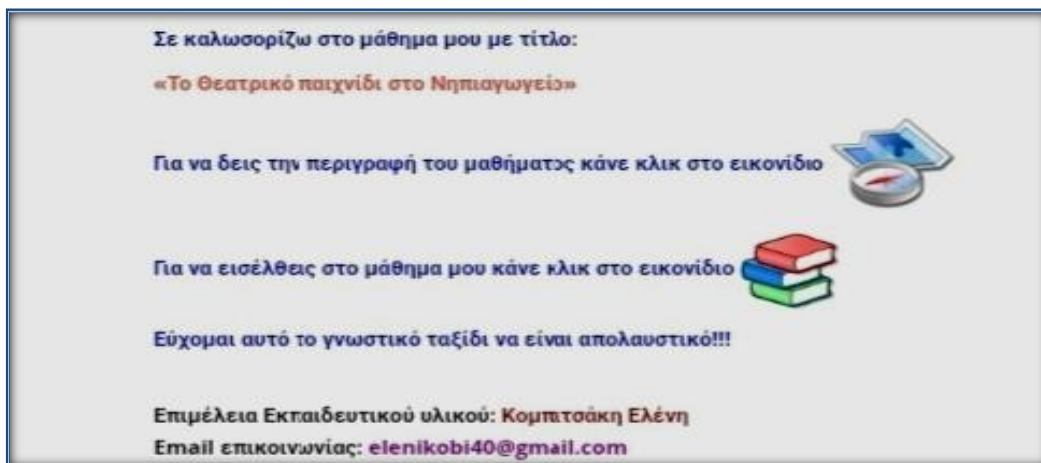 Σε καλωσορίζω στο μάθημα μου με τίτλο:
«Το Θεατρικό παιχνίδι στο Νηπιαγωγείο»
Για να δεις την περιγραφή του μαθήματος κάνε κλικ στο εικονίδιο
Για να εισέλθεις στο μάθημα μου κάνε κλικ στο εικονίδιο
Εύχομαι αυτό το γνωστικό ταξίδι να είναι απολαυστικό!!!
Επιμέλεια Εκπαιδευτικού υλικού: Κομπιτσάκη Ελένη
Email επικοινωνίας: elenikobi40@gmail.com